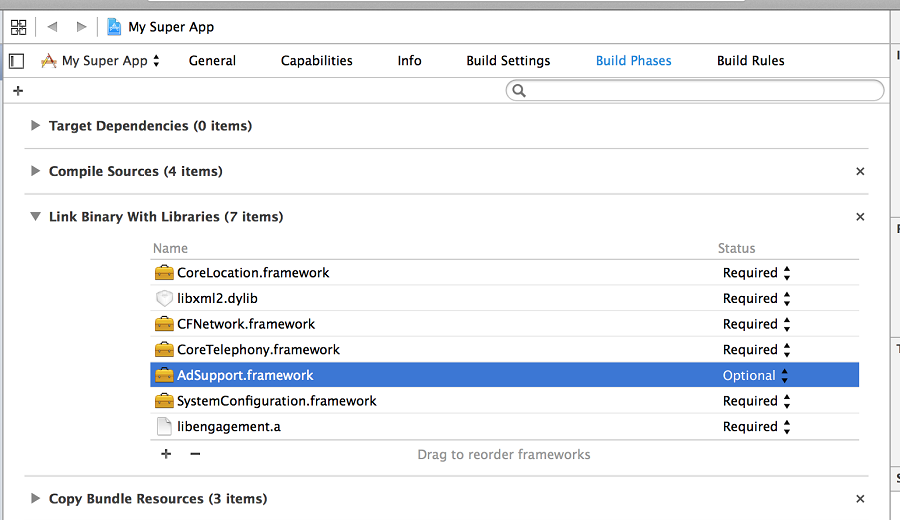 My Super App
My Super App General Capabilities Info Build Settings Build Phases Build Rules
+
Target Dependencies (0 items)
Compile Sources (4 items)
Link Binary With Libraries (7 items)
Name Status
CoreLocation.framework Required
libxml2.dylib Required
CFNetwork.framework Required
CoreTelephony.framework Required
AdSupport.framework Optional
SystemConfiguration.framework Required
libengagement.a Required
+ − Drag to reorder frameworks
Copy Bundle Resources (3 items)